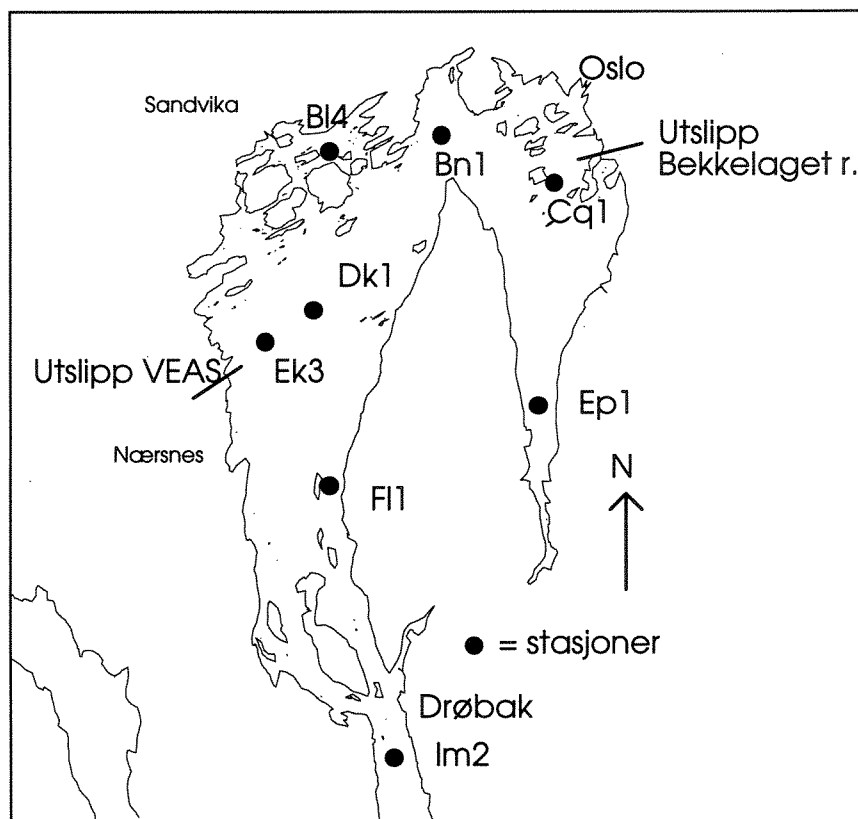 Oslo
Sandvika
Bl4
Utslipp
Bekkelaget r.
Bn1
Cq1
Dk1
Utslipp VEAS
Ek3
Ep1
Nærsnes
Fl1
N
= stasjoner
Drøbak
Im2